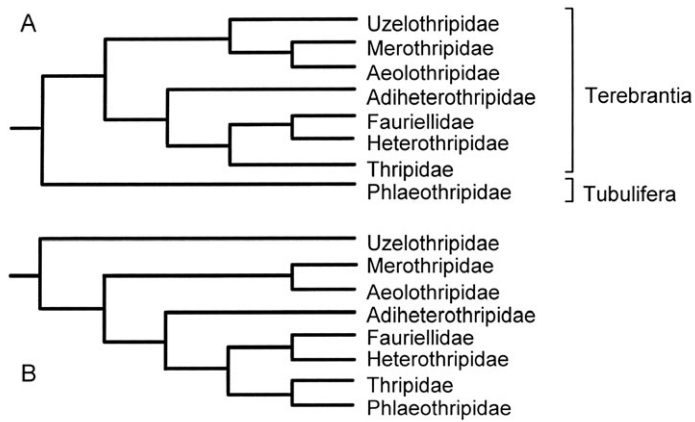 A
Uzelothripidae
Merothripidae
Aeolothripidae
Adiheterothripidae
Fauriellidae
Heterothripidae
Thripidae
Phlaeothripidae
Terebrantia
Tubulifera
B
Uzelothripidae
Merothripidae
Aeolothripidae
Adiheterothripidae
Fauriellidae
Heterothripidae
Thripidae
Phlaeothripidae